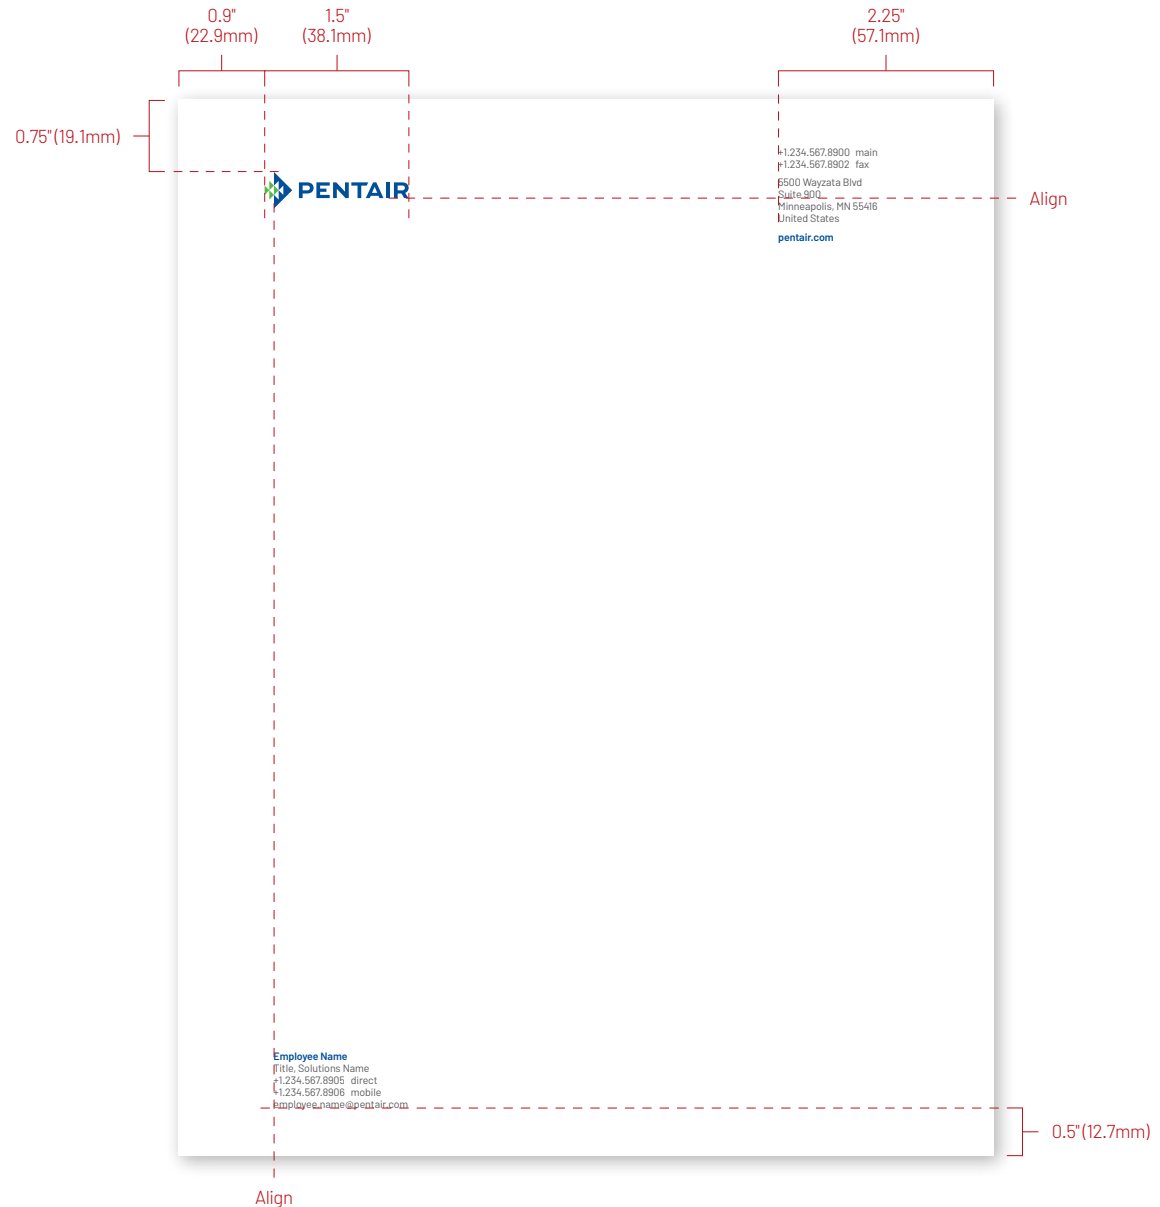 0.9"
(22.9mm)
1.5"
(38.1mm)
2.25"
(57.1mm)
0.75"(19.1mm)
+1.234.567.8900 main
+1.234.567.8902 fax
5500 Wayzata Blvd
Suite 900
Minneapolis, MN 55416
United States
pentair.com
PENTAIR
Align
Employee Name
Title, Solutions Name
+1.234.567.8905 direct
+1.234.567.8906 mobile
employee.name@pentair.com
0.5"(12.7mm)
Align